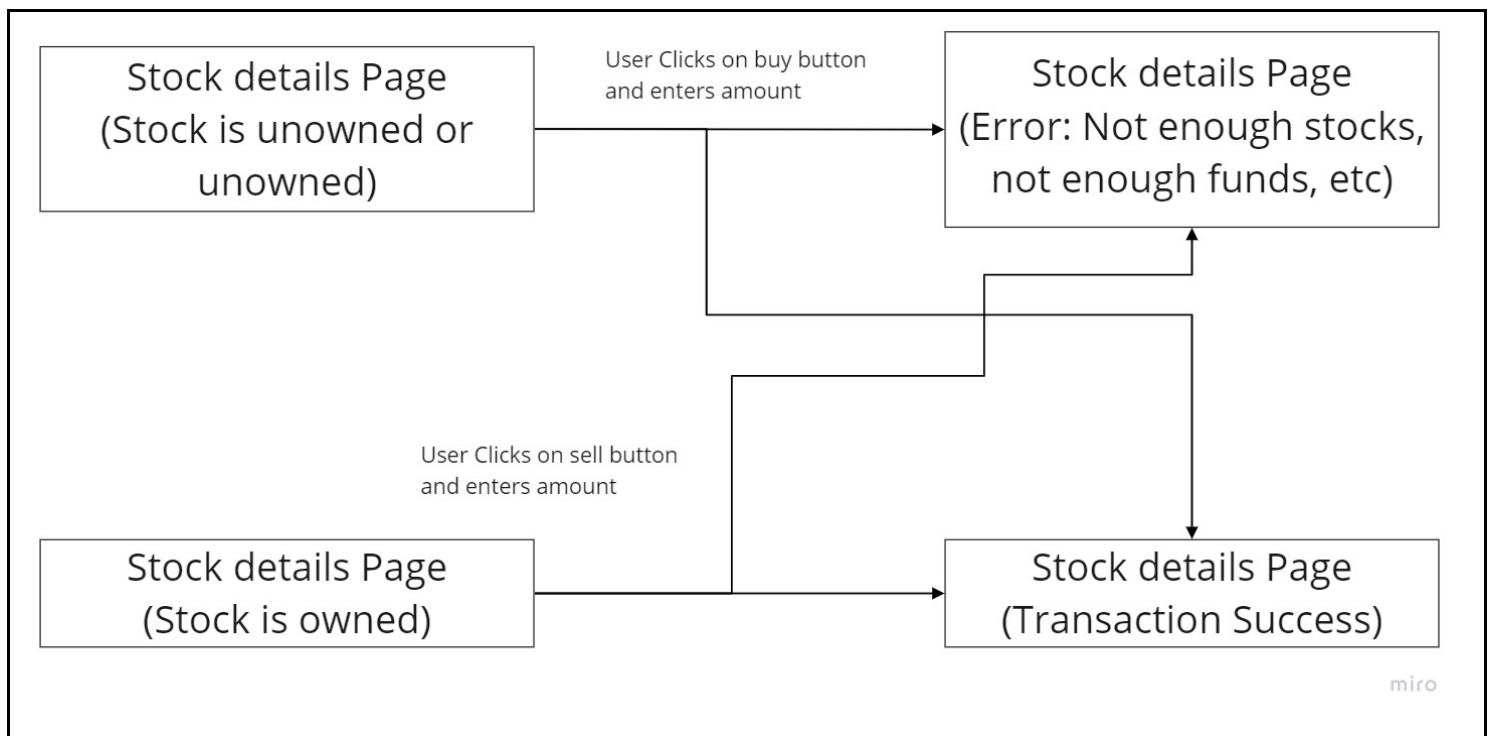 Stock details Page
(Stock is unowned or
unowned)
User Clicks on buy button
and enters amount
Stock details Page
(Error: Not enough stocks,
not enough funds, etc)
User Clicks on sell button
and enters amount
Stock details Page
(Stock is owned)
Stock details Page
(Transaction Success)
miro